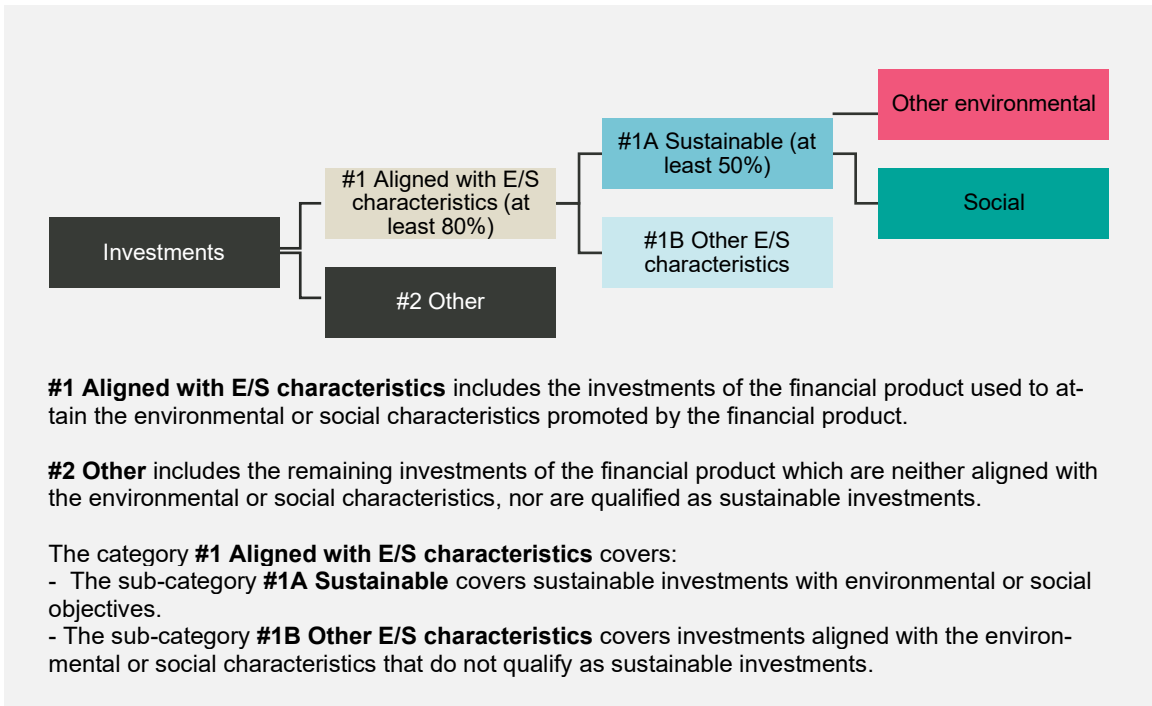 Other environmental
#1A Sustainable (at
least 50%)
#1 Aligned with E/S
characteristics (at
least 80%)
Social
Investments
#1B Other E/S
characteristics
#2 Other
#1 Aligned with E/S characteristics includes the investments of the financial product used to at-
tain the environmental or social characteristics promoted by the financial product.
#2 Other includes the remaining investments of the financial product which are neither aligned with
the environmental or social characteristics, nor are qualified as sustainable investments.
The category #1 Aligned with E/S characteristics covers:
- The sub-category #1A Sustainable covers sustainable investments with environmental or social
objectives.
- The sub-category #1B Other E/S characteristics covers investments aligned with the environ-
mental or social characteristics that do not qualify as sustainable investments.